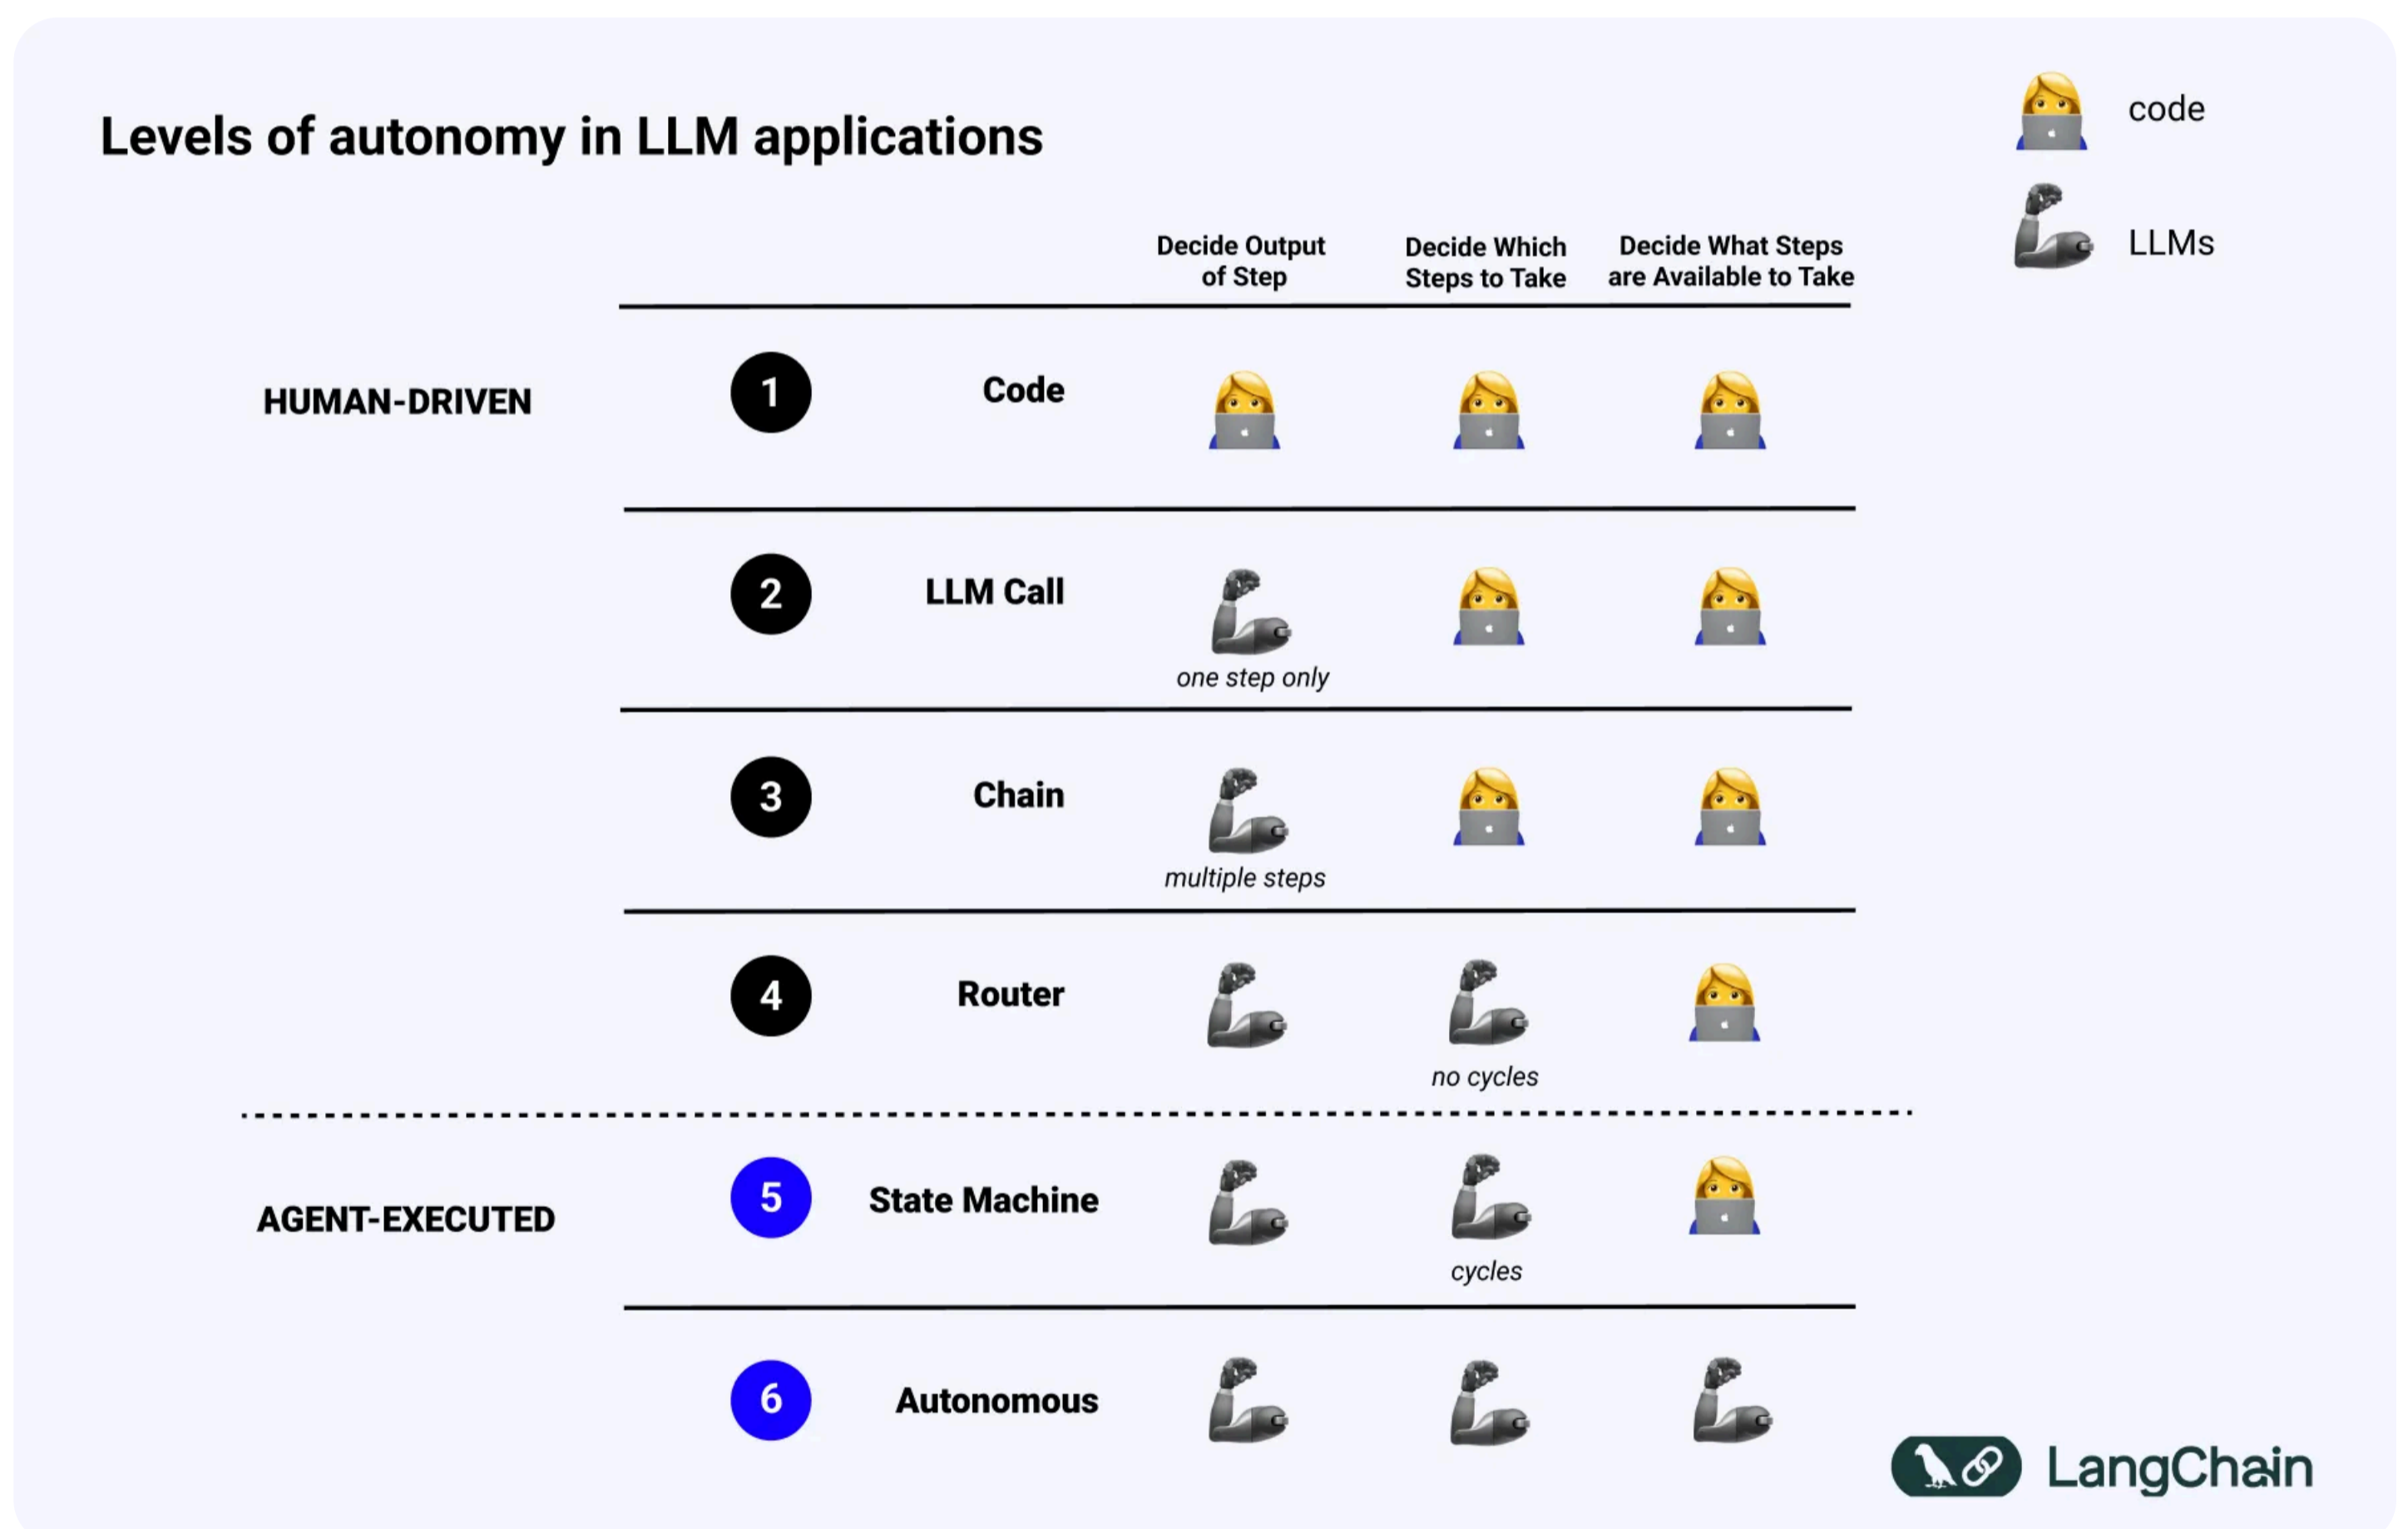 Levels of autonomy in LLM applications
code
LLMs
Decide Output
of Step
Decide Which
Steps to Take
Decide What Steps
are Available to Take
HUMAN-DRIVEN
1
Code
2
LLM Call
one step only
3
Chain
multiple steps
4
Router
no cycles
AGENT-EXECUTED
5
State Machine
cycles
6
Autonomous
LangChain